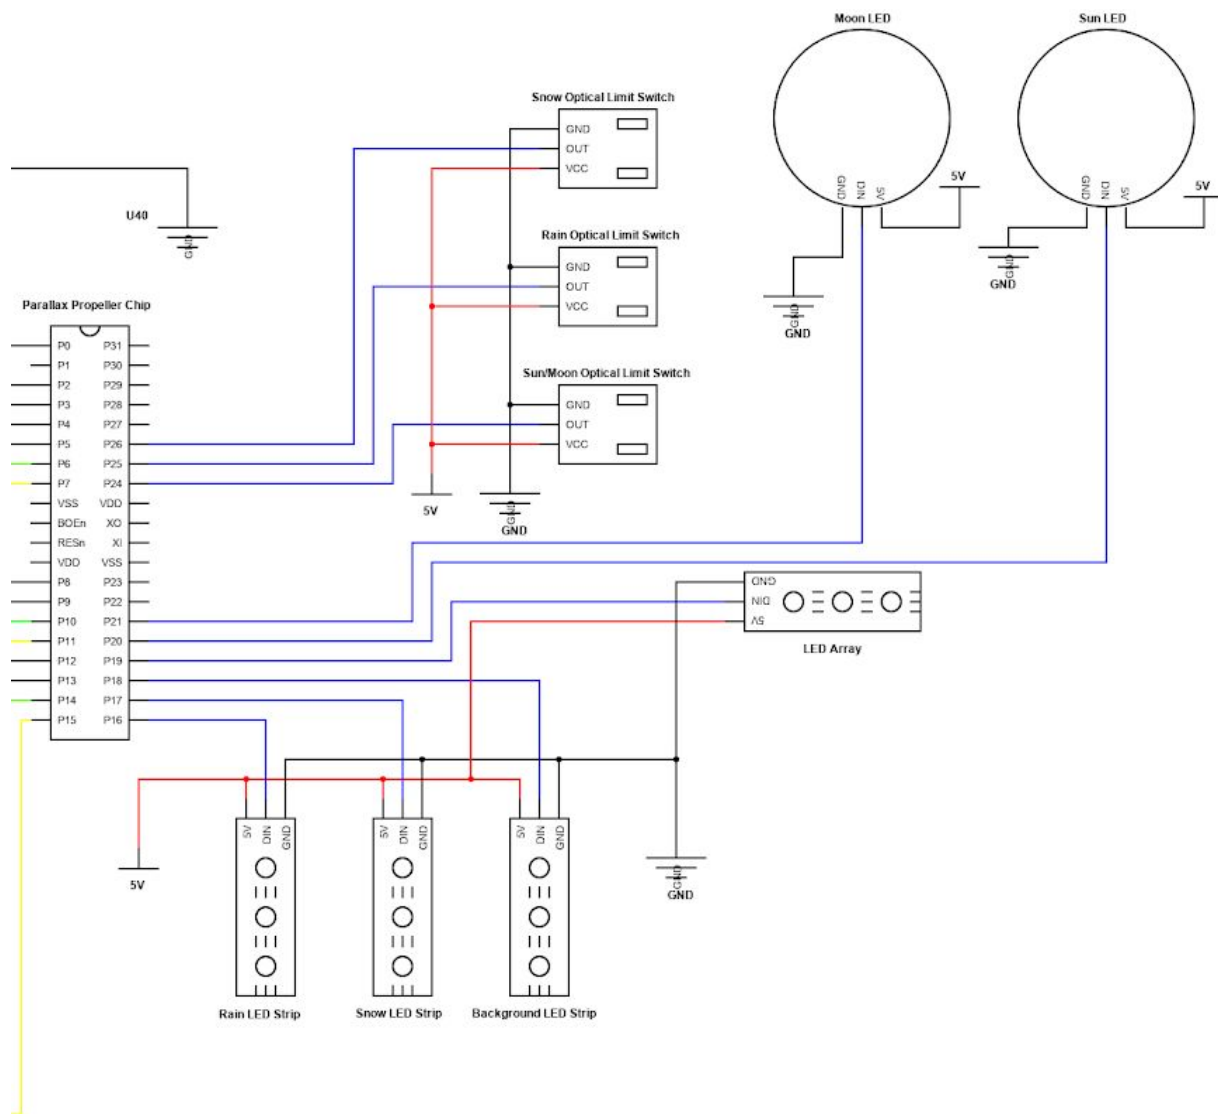 Moon LED
Sun LED
Snow Optical Limit Switch
GND
OUT
VCC
GND
DIN
5V
5V
GND
DIN
5V
5V
U40
GND
Rain Optical Limit Switch
GND
OUT
VCC
GND
GND
GND
GND
Parallax Propeller Chip
P0 P31
P1 P30
P2 P29
P3 P28
P4 P27
P5 P26
P6 P25
P7 P24
VSS VDD
BOEn XO
RESn XI
VDD VSS
P8 P23
P9 P22
P10 P21
P11 P20
P12 P19
P13 P18
P14 P17
P15 P16
Sun/Moon Optical Limit Switch
GND
OUT
VCC
5V
GND
GND
GND
DIN
5V
LED Array
5V
DIN
GND
5V
DIN
GND
5V
DIN
GND
5V
GND
GND
Rain LED Strip
Snow LED Strip
Background LED Strip